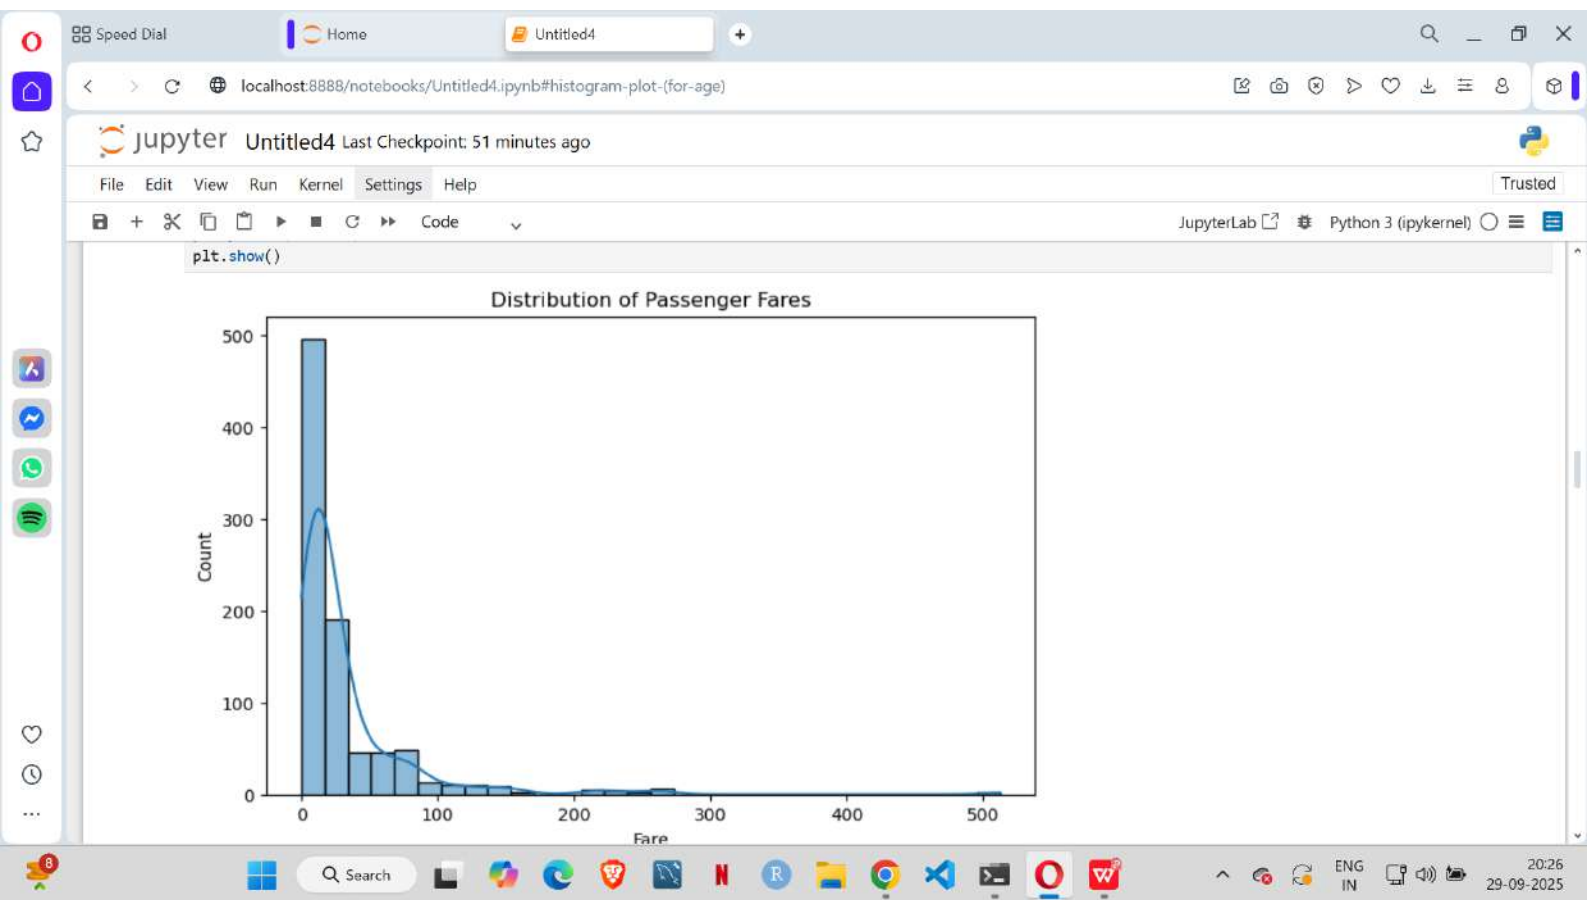 Speed Dial
Home
Untitled4
localhost:8888/notebooks/Untitled4.ipynb#histogram-plot-(for-age)
jupyter Untitled4 Last Checkpoint: 51 minutes ago
File Edit View Run Kernel Settings Help
Trusted
Code
JupyterLab
Python 3 (ipykernel)
plt.show()
Distribution of Passenger Fares
500
400
300
200
100
0
Count
0 100 200 300 400 500
Fare
8
Search
N
R
W
ENG
IN
20:26
29-09-2025